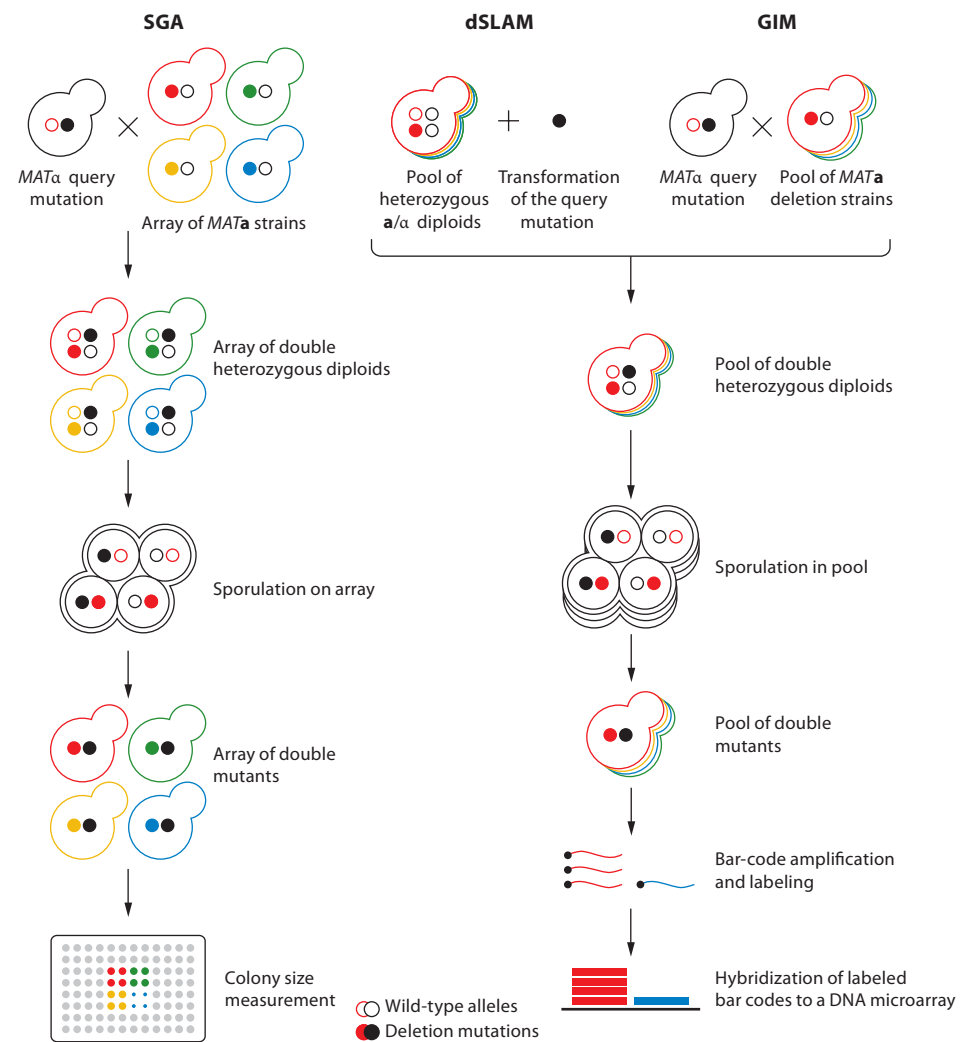 SGA
dSLAM
GIM
MATα query
mutation
Array of MATa strains
Pool of
heterozygous
a/α diploids
Transformation
of the query
mutation
MATα query
mutation
Pool of MATa
deletion strains
Array of double
heterozygous diploids
Pool of double
heterozygous diploids
Sporulation on array
Sporulation in pool
Array of double
mutants
Pool of double
mutants
Bar-code amplification
and labeling
Colony size
measurement
Hybridization of labeled
bar codes to a DNA microarray
Wild-type alleles
Deletion mutations